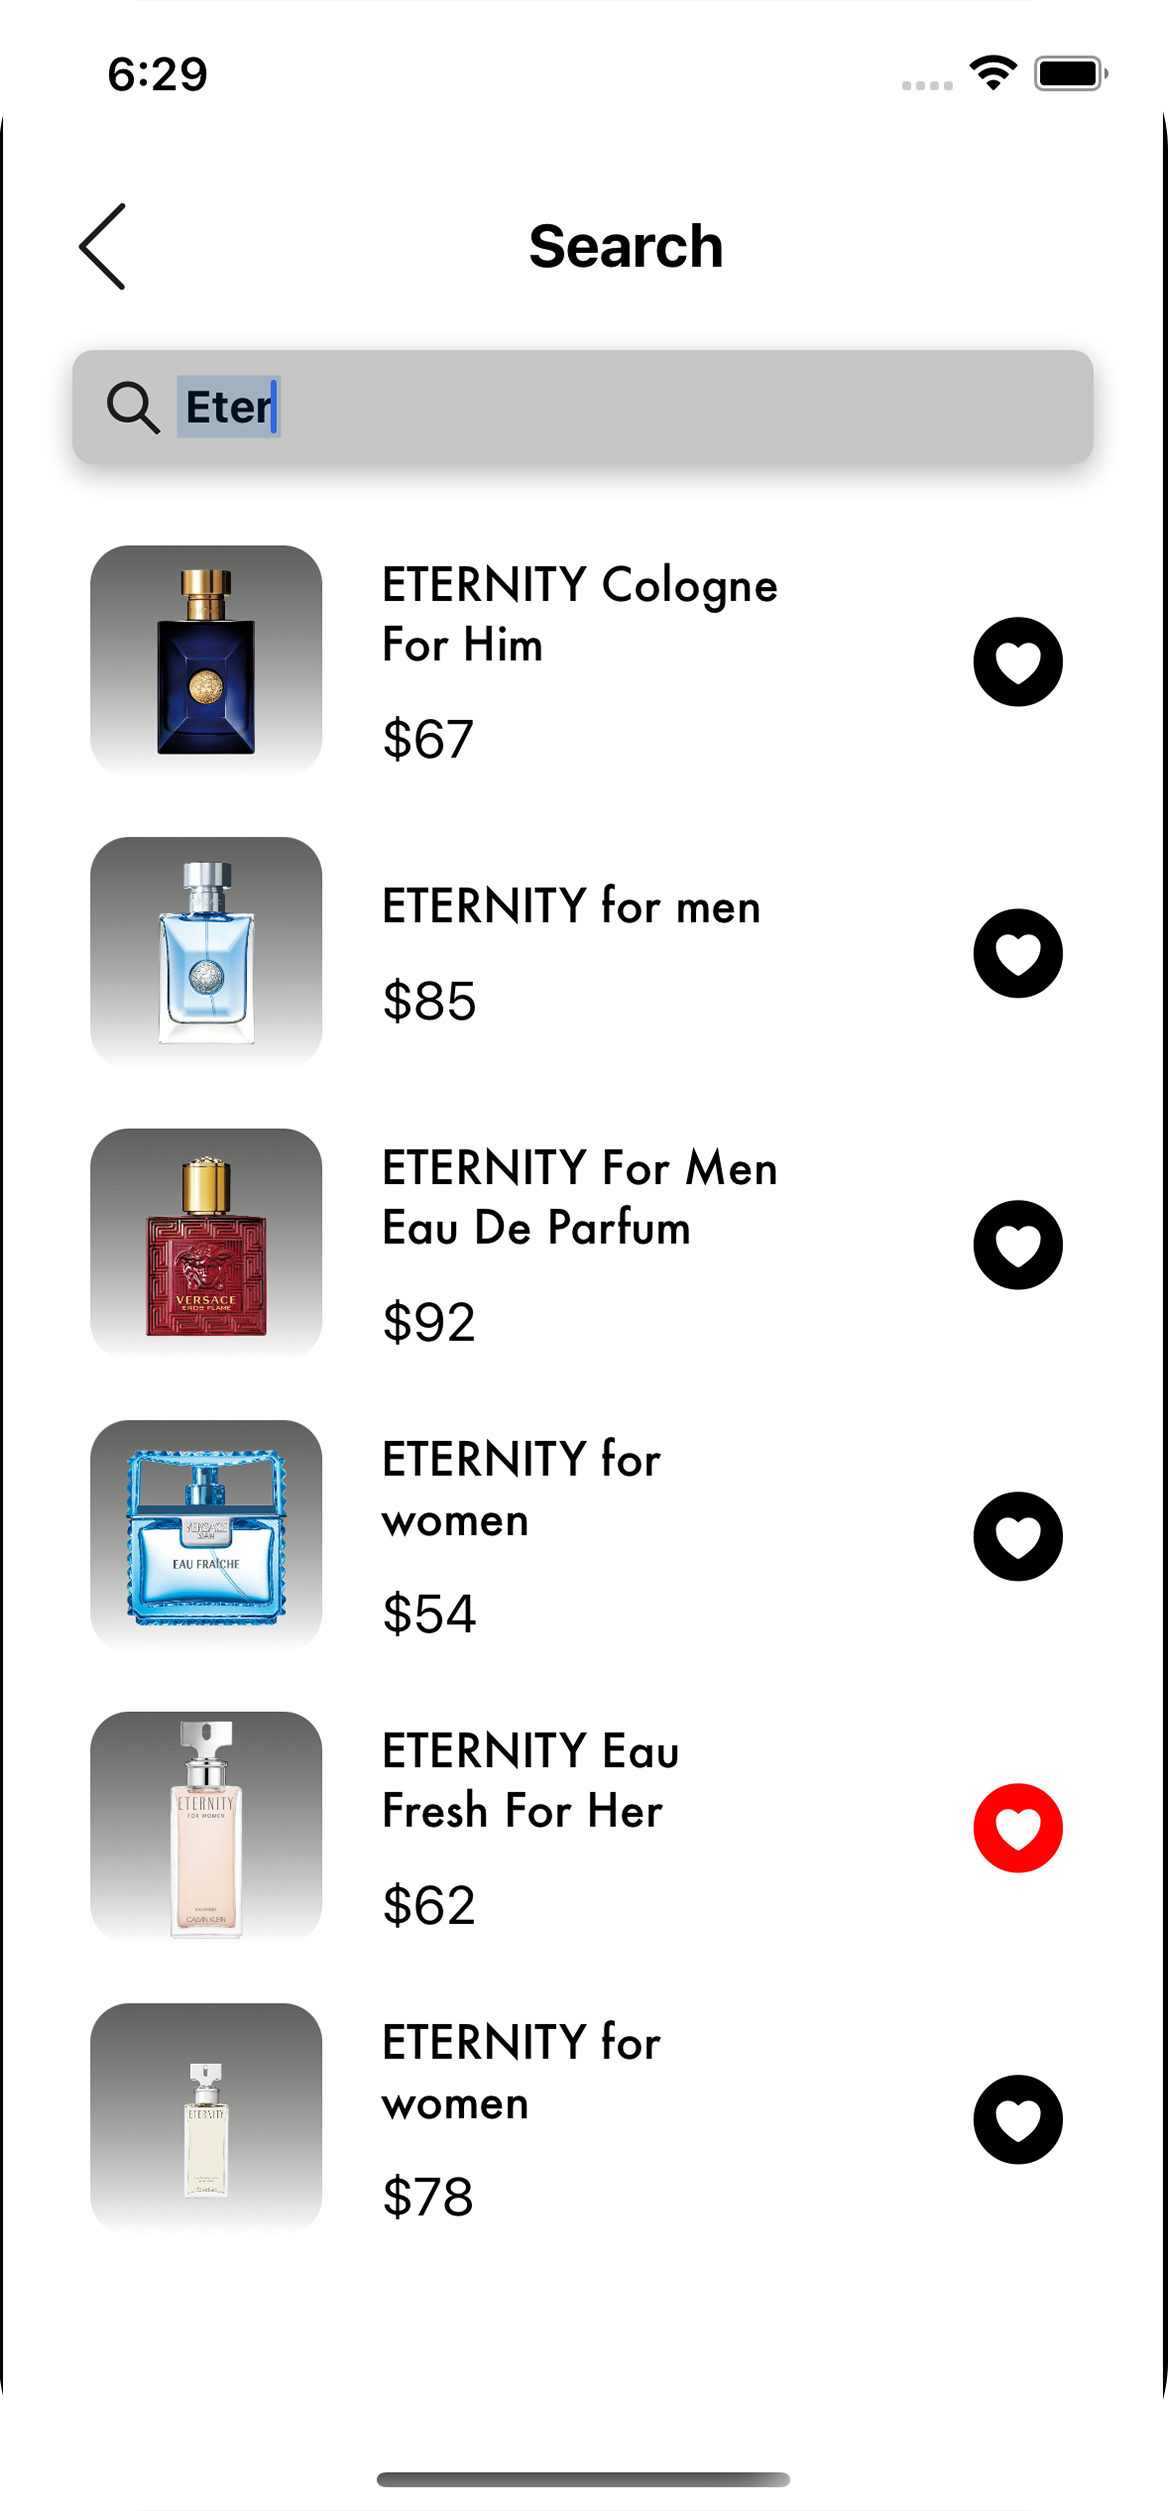 6:29
Search
Eter
ETERNITY Cologne
For Him
$67
ETERNITY for men
$85
ETERNITY For Men
Eau De Parfum
$92
VERSACE
EROS FLAME
ETERNITY for
women
$54
VERSACE
MAN
EAU FRAÎCHE
ETERNITY Eau
Fresh For Her
$62
ETERNITY
FOR WOMEN
CALVIN KLEIN
ETERNITY for
women
$78
ETERNITY